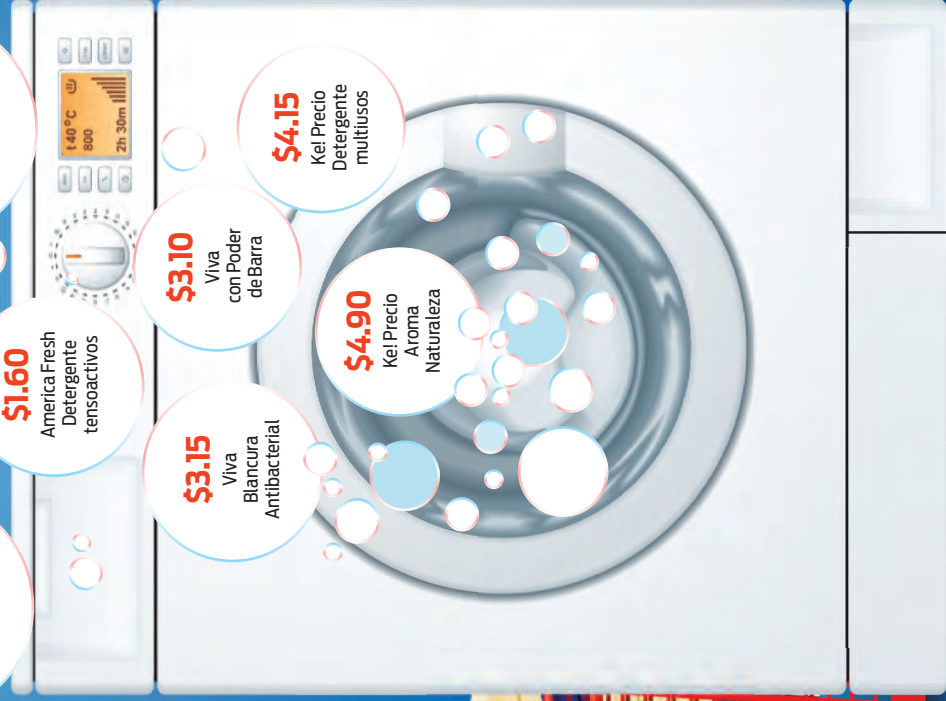 $1.60
America Fresh
Detergente
tensoactivos
t 40°C
800
2h 30m
$3.15
Viva
Blancura
Antibacterial
$3.10
Viva
con Poder
de Barra
$4.15
Ke! Precio
Detergente
multiusos
$4.90
Ke! Precio
Aroma
Naturaleza